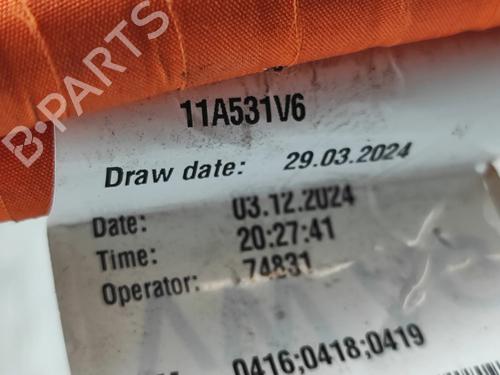 B-PARTS
11A531V6
Draw date: 29.03.2024
Date: 03.12.2024
Time: 20:27:41
Operator: 74831
0416;0418;0419